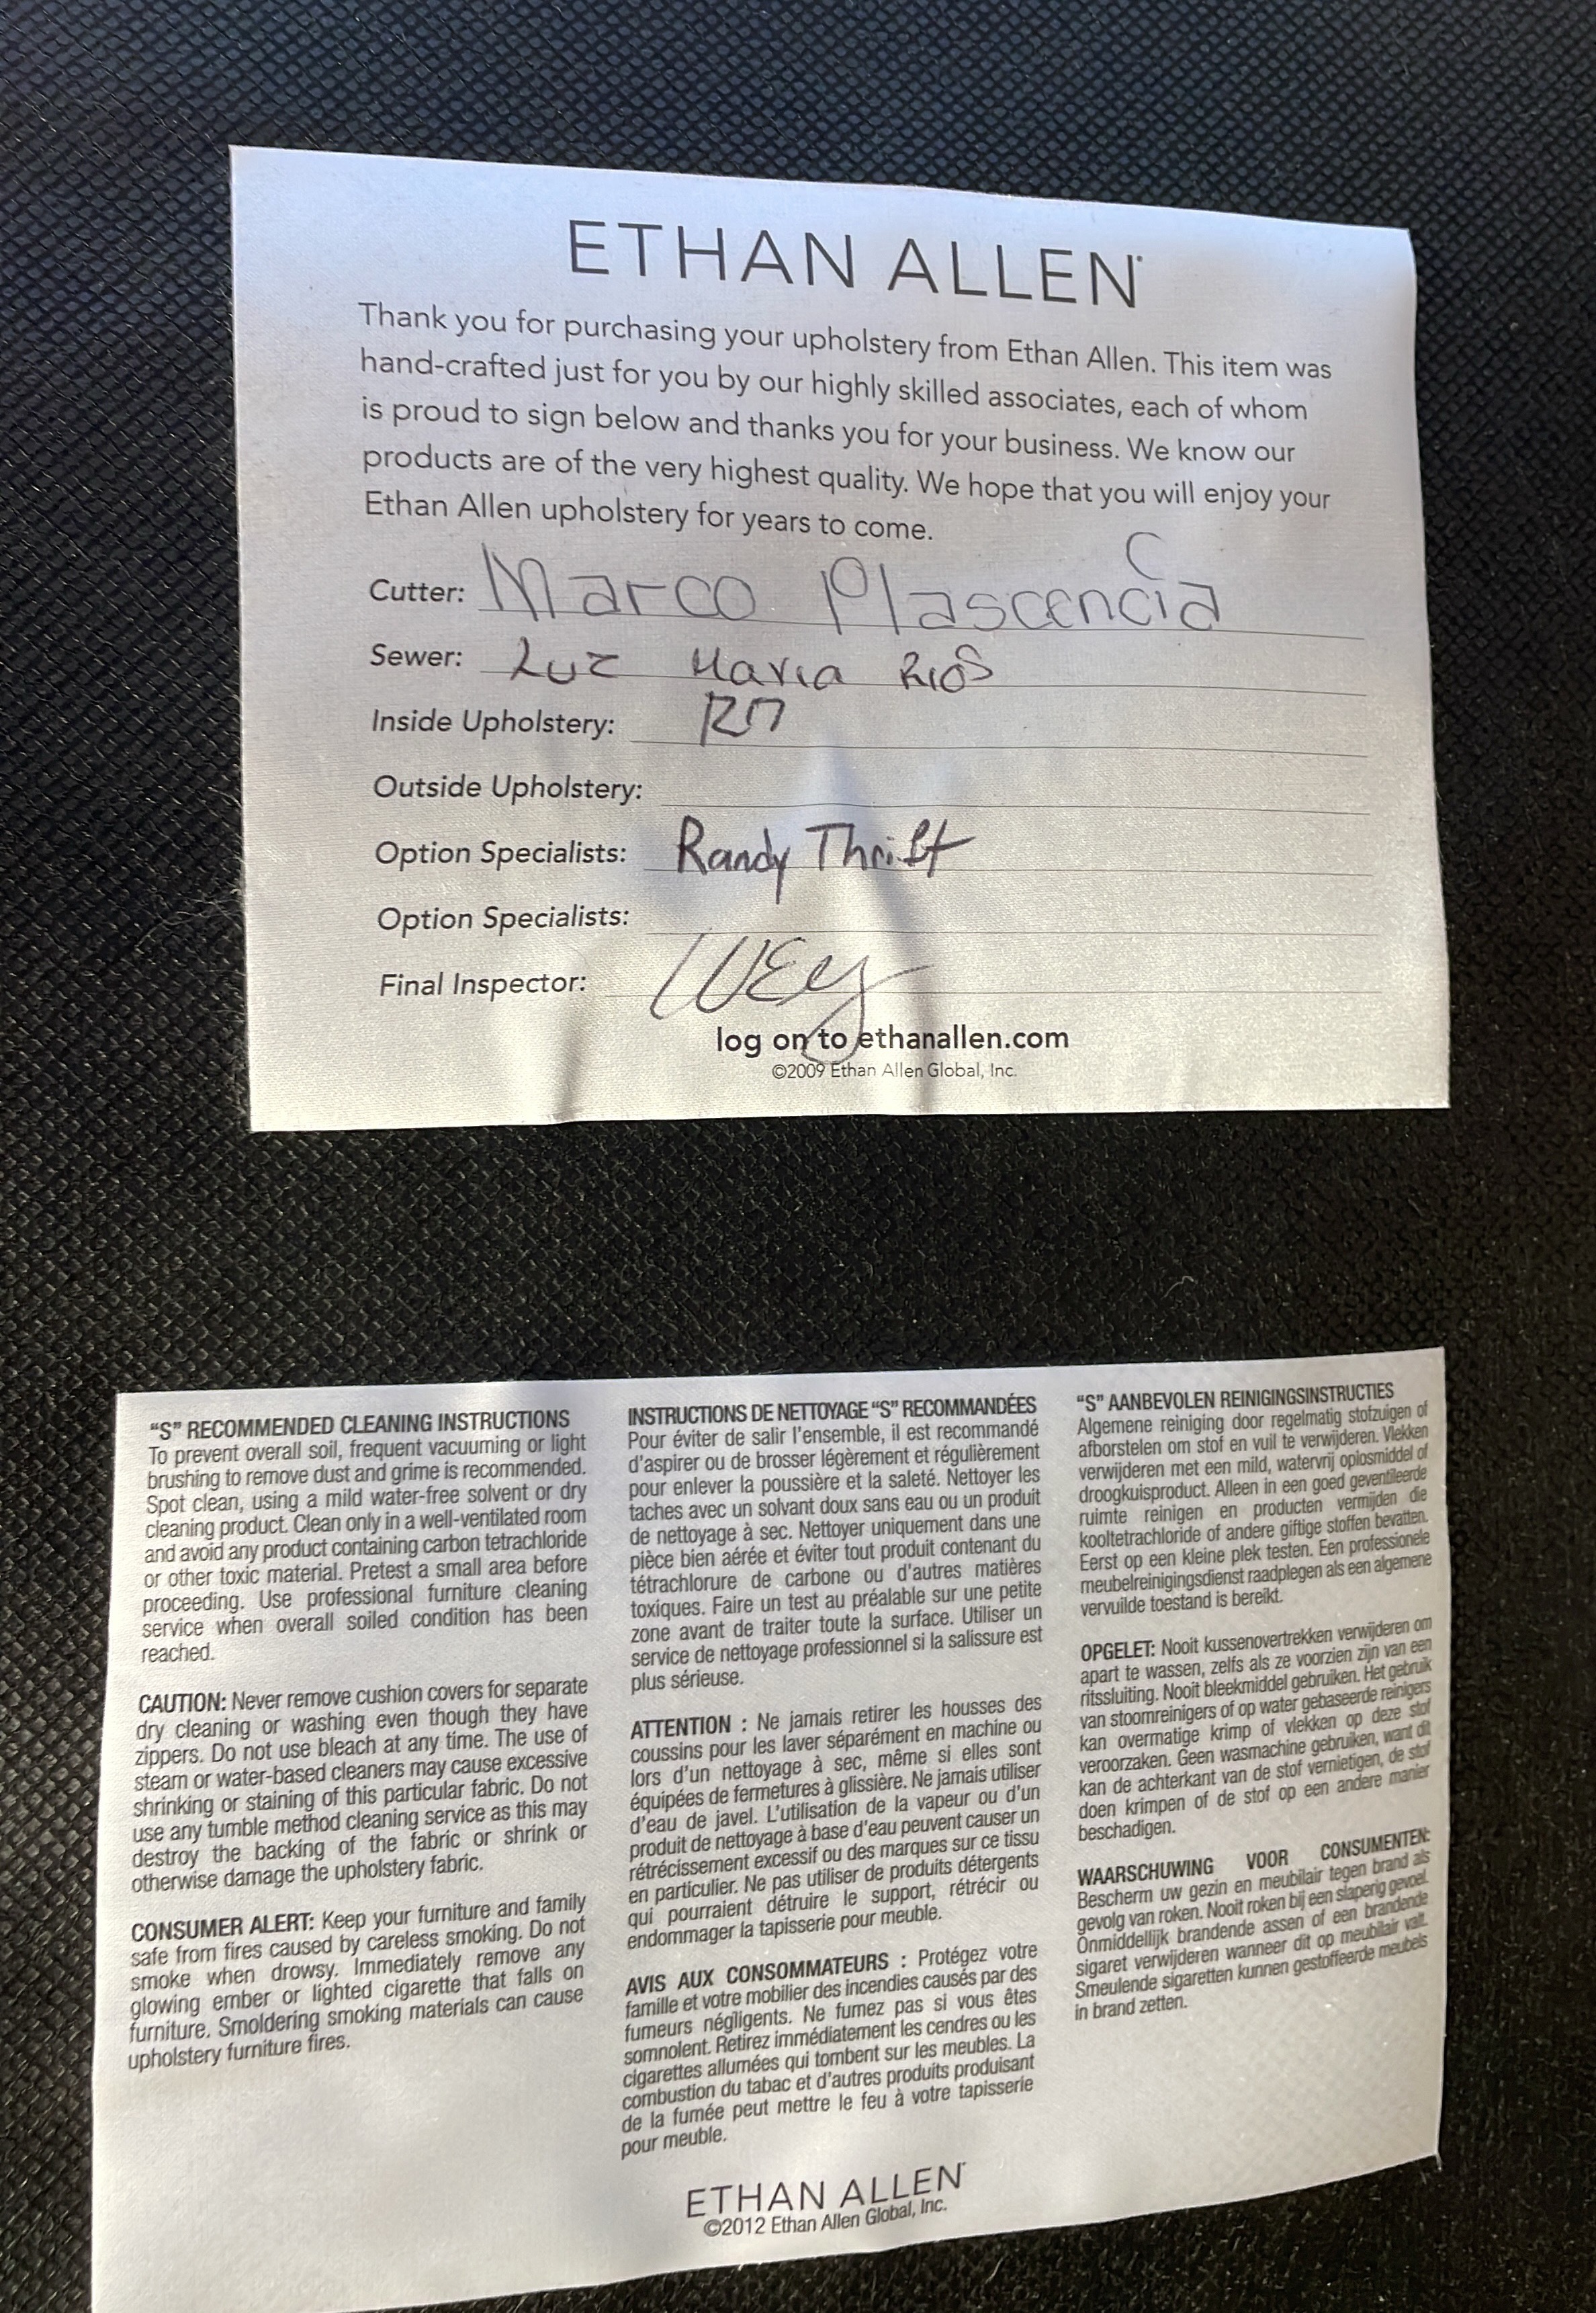 ETHAN ALLEN
Thank you for purchasing your upholstery from Ethan Allen. This item was
hand-crafted just for you by our highly skilled associates, each of whom
is proud to sign below and thanks you for your business. We know our
products are of the very highest quality. We hope that you will enjoy your
Ethan Allen upholstery for years to come.
Cutter: Marco Plascencia C
Sewer: Luz Maria Rios
Inside Upholstery:
Outside Upholstery:
Option Specialists: Randy Thrift
Option Specialists:
Final Inspector:
log on to ethanallen.com
©2009 Ethan Allen Global, Inc.
"S" RECOMMENDED CLEANING INSTRUCTIONS
To prevent overall soil, frequent vacuuming or light
brushing to remove dust and grime is recommended.
Spot clean, using a mild water-free solvent or dry
cleaning product. Clean only in a well-ventilated room
and avoid any product containing carbon tetrachloride
or other toxic material. Pretest a small area before
proceeding. Use professional furniture cleaning
service when overall soiled condition has been
reached.
CAUTION: Never remove cushion covers for separate
dry cleaning or washing even though they have
zippers. Do not use bleach at any time. The use of
steam or water-based cleaners may cause excessive
shrinking or staining of this particular fabric. Do not
use any tumble method cleaning service as this may
destroy the backing of the fabric or shrink or
otherwise damage the upholstery fabric.
CONSUMER ALERT: Keep your furniture and family
safe from fires caused by careless smoking. Do not
smoke when drowsy. Immediately remove any
glowing ember or lighted cigarette that falls on
furniture. Smoldering smoking materials can cause
upholstery furniture fires.
INSTRUCTIONS DE NETTOYAGE "S" RECOMMANDÉES
Pour éviter de salir l'ensemble, il est recommandé
d'aspirer ou de brosser légèrement et régulièrement
pour enlever la poussière et la saleté. Nettoyer les
taches avec un solvant doux sans eau ou un produit
de nettoyage à sec. Nettoyer uniquement dans une
pièce bien aérée et éviter tout produit contenant du
tétrachlorure de carbone ou d'autres matières
toxiques. Faire un test au préalable sur une petite
zone avant de traiter toute la surface. Utiliser un
service de nettoyage professionnel si la salissure est
plus sérieuse.
ATTENTION : Ne jamais retirer les housses des
coussins pour les laver séparément en machine ou
lors d'un nettoyage à sec, même si elles sont
équipées de fermetures à glissière. Ne jamais utiliser
d'eau de javel. L'utilisation de la vapeur ou d'un
produit de nettoyage à base d'eau peuvent causer un
rétrécissement excessif ou des marques sur ce tissu
en particulier. Ne pas utiliser de produits détergents
qui pourraient détruire le support, rétrécir ou
endommager la tapisserie pour meuble.
AVIS AUX CONSOMMATEURS : Protégez votre
famille et votre mobilier des incendies causés par des
fumeurs négligents. Ne fumez pas si vous êtes
somnolent. Retirez immédiatement les cendres ou les
cigarettes allumées qui tombent sur les meubles. La
combustion du tabac et d'autres produits produisant
de la fumée peut mettre le feu à votre tapisserie
pour meuble.
"S" AANBEVOLEN REINIGINGSINSTRUCTIES
Algemene reiniging door regelmatig stofzuigen of
afborstelen om stof en vuil te verwijderen. Vlekken
verwijderen met een mild, watervrij oplosmiddel of
droogkuisproduct. Alleen in een goed geventileerde
ruimte reinigen en producten vermijden die
kooltetrachloride of andere giftige stoffen bevatten.
Eerst op een kleine plek testen. Een professionele
meubelreinigingsdienst raadplegen als een algemene
vervuilde toestand is bereikt.
OPGELET: Nooit kussenovertrekken verwijderen om
apart te wassen, zelfs als ze voorzien zijn van een
ritssluiting. Nooit bleekmiddel gebruiken. Het gebruik
van stoomreinigers of op water gebaseerde reinigers
kan overmatige krimp of vlekken op deze stof
veroorzaken. Geen wasmachine gebruiken, want dit
kan de achterkant van de stof vernietigen, de stof
doen krimpen of de stof op een andere manier
beschadigen.
WAARSCHUWING VOOR CONSUMENTEN:
Bescherm uw gezin en meubilair tegen brand als
gevolg van roken. Nooit roken bij een slaperig gevoel.
Onmiddellijk brandende assen of een brandende
sigaret verwijderen wanneer dit op meubilair valt.
Smeulende sigaretten kunnen gestoffeerde meubels
in brand zetten.
ETHAN ALLEN
©2012 Ethan Allen Global, Inc.